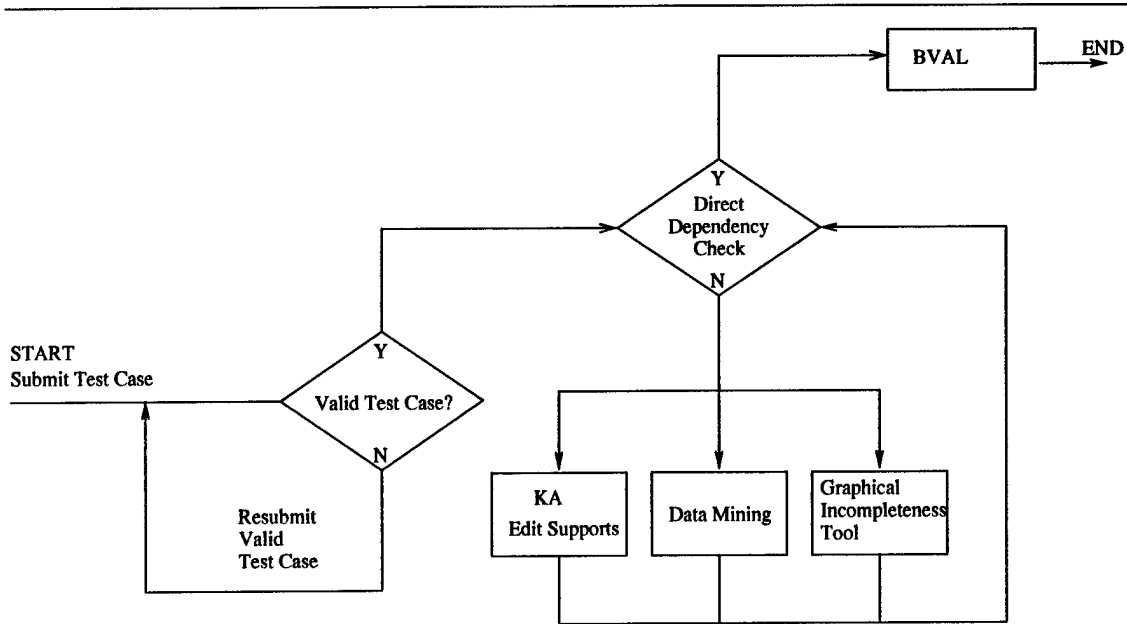 BVAL
END
Y
Direct
Dependency
Check
N
START
Submit Test Case
Y
Valid Test Case?
N
Resubmit
Valid
Test Case
KA
Edit Supports
Data Mining
Graphical
Incompleteness
Tool